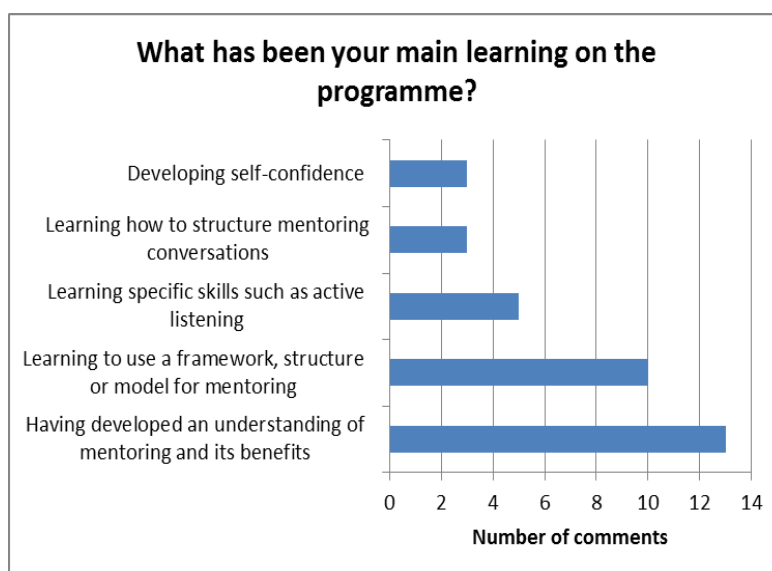 What has been your main learning on the
programme?
Developing self-confidence
Learning how to structure mentoring
conversations
Learning specific skills such as active
listening
Learning to use a framework, structure
or model for mentoring
Having developed an understanding of
mentoring and its benefits
0 2 4 6 8 10 12 14
Number of comments